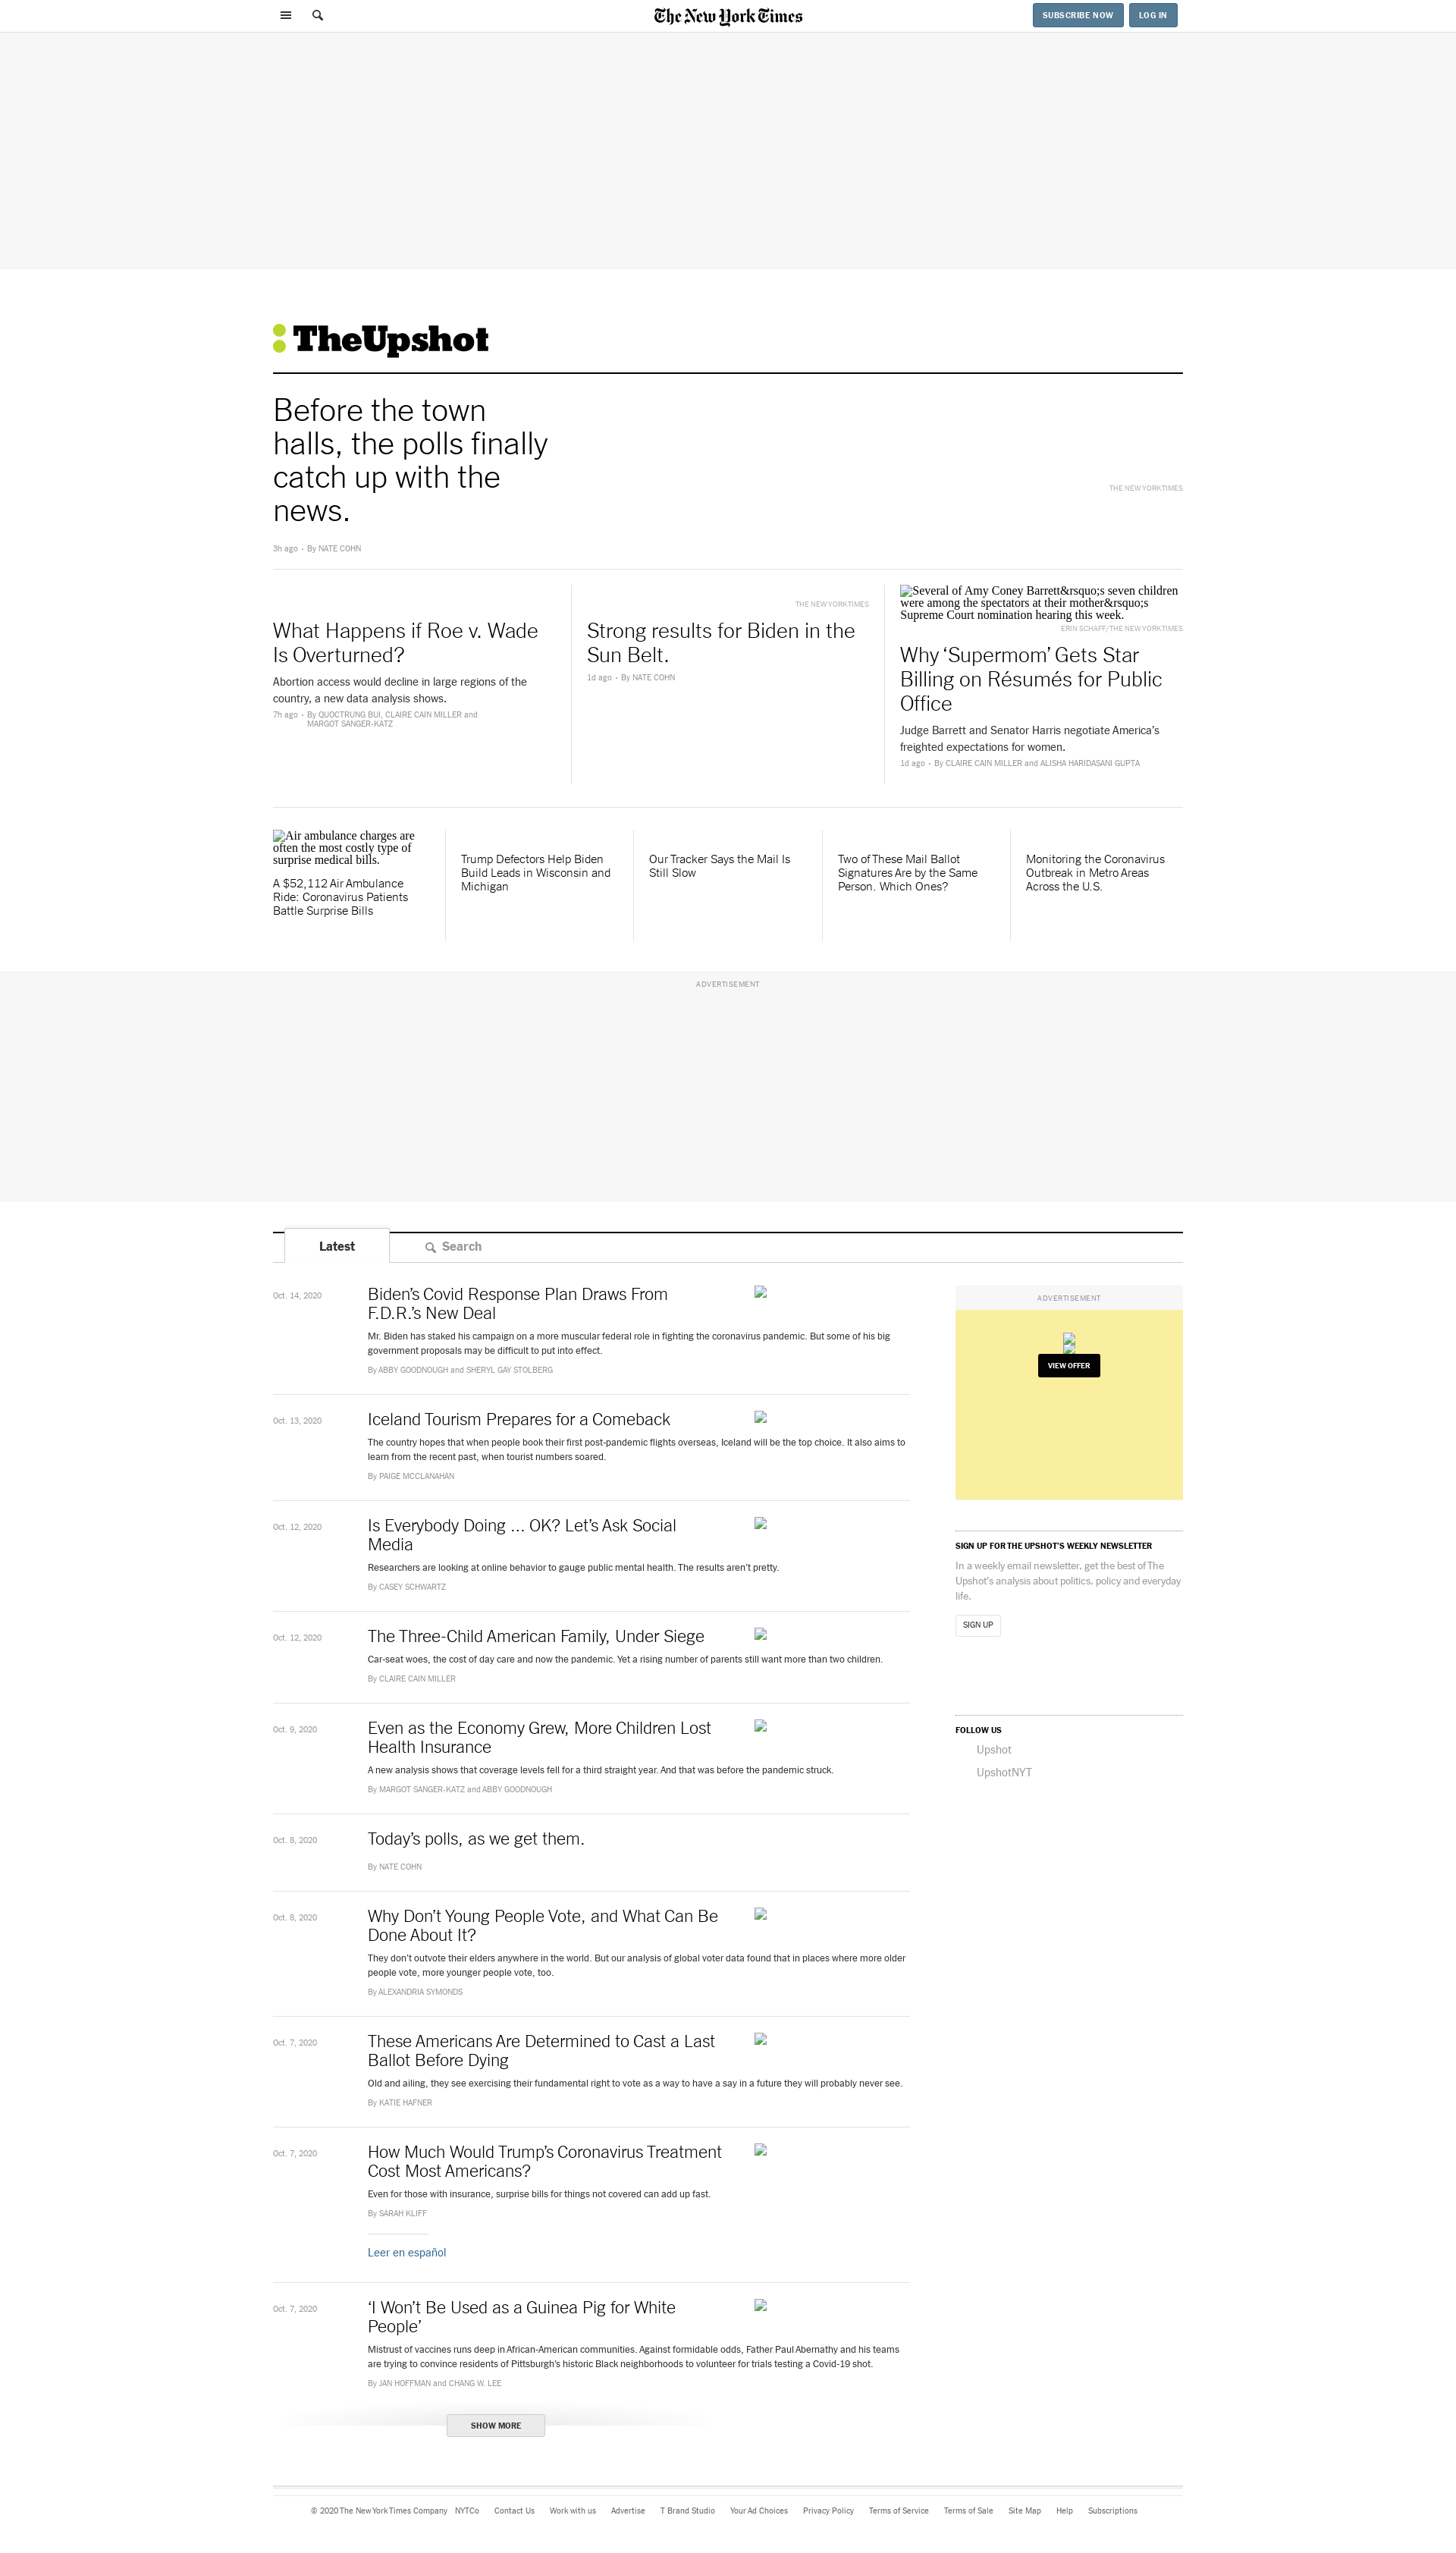 The New York Times
SUBSCRIBE NOW
LOG IN
TheUpshot
Before the town
halls, the polls finally
catch up with the
news.
3h ago • By NATE COHN
THE NEW YORK TIMES
What Happens if Roe v. Wade
Is Overturned?
Abortion access would decline in large regions of the
country, a new data analysis shows.
7h ago • By QUOCTRUNG BUI, CLAIRE CAIN MILLER and
MARGOT SANGER-KATZ
THE NEW YORK TIMES
Strong results for Biden in the
Sun Belt.
1d ago • By NATE COHN
Several of Amy Coney Barrett&rsquo;s seven children
were among the spectators at their mother&rsquo;s
Supreme Court nomination hearing this week.
ERIN SCHAFF/THE NEW YORK TIMES
Why ‘Supermom’ Gets Star
Billing on Résumés for Public
Office
Judge Barrett and Senator Harris negotiate America’s
freighted expectations for women.
1d ago • By CLAIRE CAIN MILLER and ALISHA HARIDASANI GUPTA
Air ambulance charges are
often the most costly type of
surprise medical bills.
A $52,112 Air Ambulance
Ride: Coronavirus Patients
Battle Surprise Bills
Trump Defectors Help Biden
Build Leads in Wisconsin and
Michigan
Our Tracker Says the Mail Is
Still Slow
Two of These Mail Ballot
Signatures Are by the Same
Person. Which Ones?
Monitoring the Coronavirus
Outbreak in Metro Areas
Across the U.S.
ADVERTISEMENT
Latest
Search
Oct. 14, 2020
Biden’s Covid Response Plan Draws From
F.D.R.’s New Deal
Mr. Biden has staked his campaign on a more muscular federal role in fighting the coronavirus pandemic. But some of his big
government proposals may be difficult to put into effect.
By ABBY GOODNOUGH and SHERYL GAY STOLBERG
Oct. 13, 2020
Iceland Tourism Prepares for a Comeback
The country hopes that when people book their first post-pandemic flights overseas, Iceland will be the top choice. It also aims to
learn from the recent past, when tourist numbers soared.
By PAIGE MCCLANAHAN
Oct. 12, 2020
Is Everybody Doing ... OK? Let’s Ask Social
Media
Researchers are looking at online behavior to gauge public mental health. The results aren’t pretty.
By CASEY SCHWARTZ
Oct. 12, 2020
The Three-Child American Family, Under Siege
Car-seat woes, the cost of day care and now the pandemic. Yet a rising number of parents still want more than two children.
By CLAIRE CAIN MILLER
Oct. 9, 2020
Even as the Economy Grew, More Children Lost
Health Insurance
A new analysis shows that coverage levels fell for a third straight year. And that was before the pandemic struck.
By MARGOT SANGER-KATZ and ABBY GOODNOUGH
Oct. 8, 2020
Today’s polls, as we get them.
By NATE COHN
Oct. 8, 2020
Why Don’t Young People Vote, and What Can Be
Done About It?
They don’t outvote their elders anywhere in the world. But our analysis of global voter data found that in places where more older
people vote, more younger people vote, too.
By ALEXANDRIA SYMONDS
Oct. 7, 2020
These Americans Are Determined to Cast a Last
Ballot Before Dying
Old and ailing, they see exercising their fundamental right to vote as a way to have a say in a future they will probably never see.
By KATIE HAFNER
Oct. 7, 2020
How Much Would Trump’s Coronavirus Treatment
Cost Most Americans?
Even for those with insurance, surprise bills for things not covered can add up fast.
By SARAH KLIFF
Leer en español
Oct. 7, 2020
‘I Won’t Be Used as a Guinea Pig for White
People’
Mistrust of vaccines runs deep in African-American communities. Against formidable odds, Father Paul Abernathy and his teams
are trying to convince residents of Pittsburgh’s historic Black neighborhoods to volunteer for trials testing a Covid-19 shot.
By JAN HOFFMAN and CHANG W. LEE
SHOW MORE
ADVERTISEMENT
VIEW OFFER
SIGN UP FOR THE UPSHOT’S WEEKLY NEWSLETTER
In a weekly email newsletter, get the best of The
Upshot’s analysis about politics, policy and everyday
life.
SIGN UP
FOLLOW US
Upshot
UpshotNYT
© 2020 The New York Times Company NYTCo Contact Us Work with us Advertise T Brand Studio Your Ad Choices Privacy Policy Terms of Service Terms of Sale Site Map Help Subscriptions